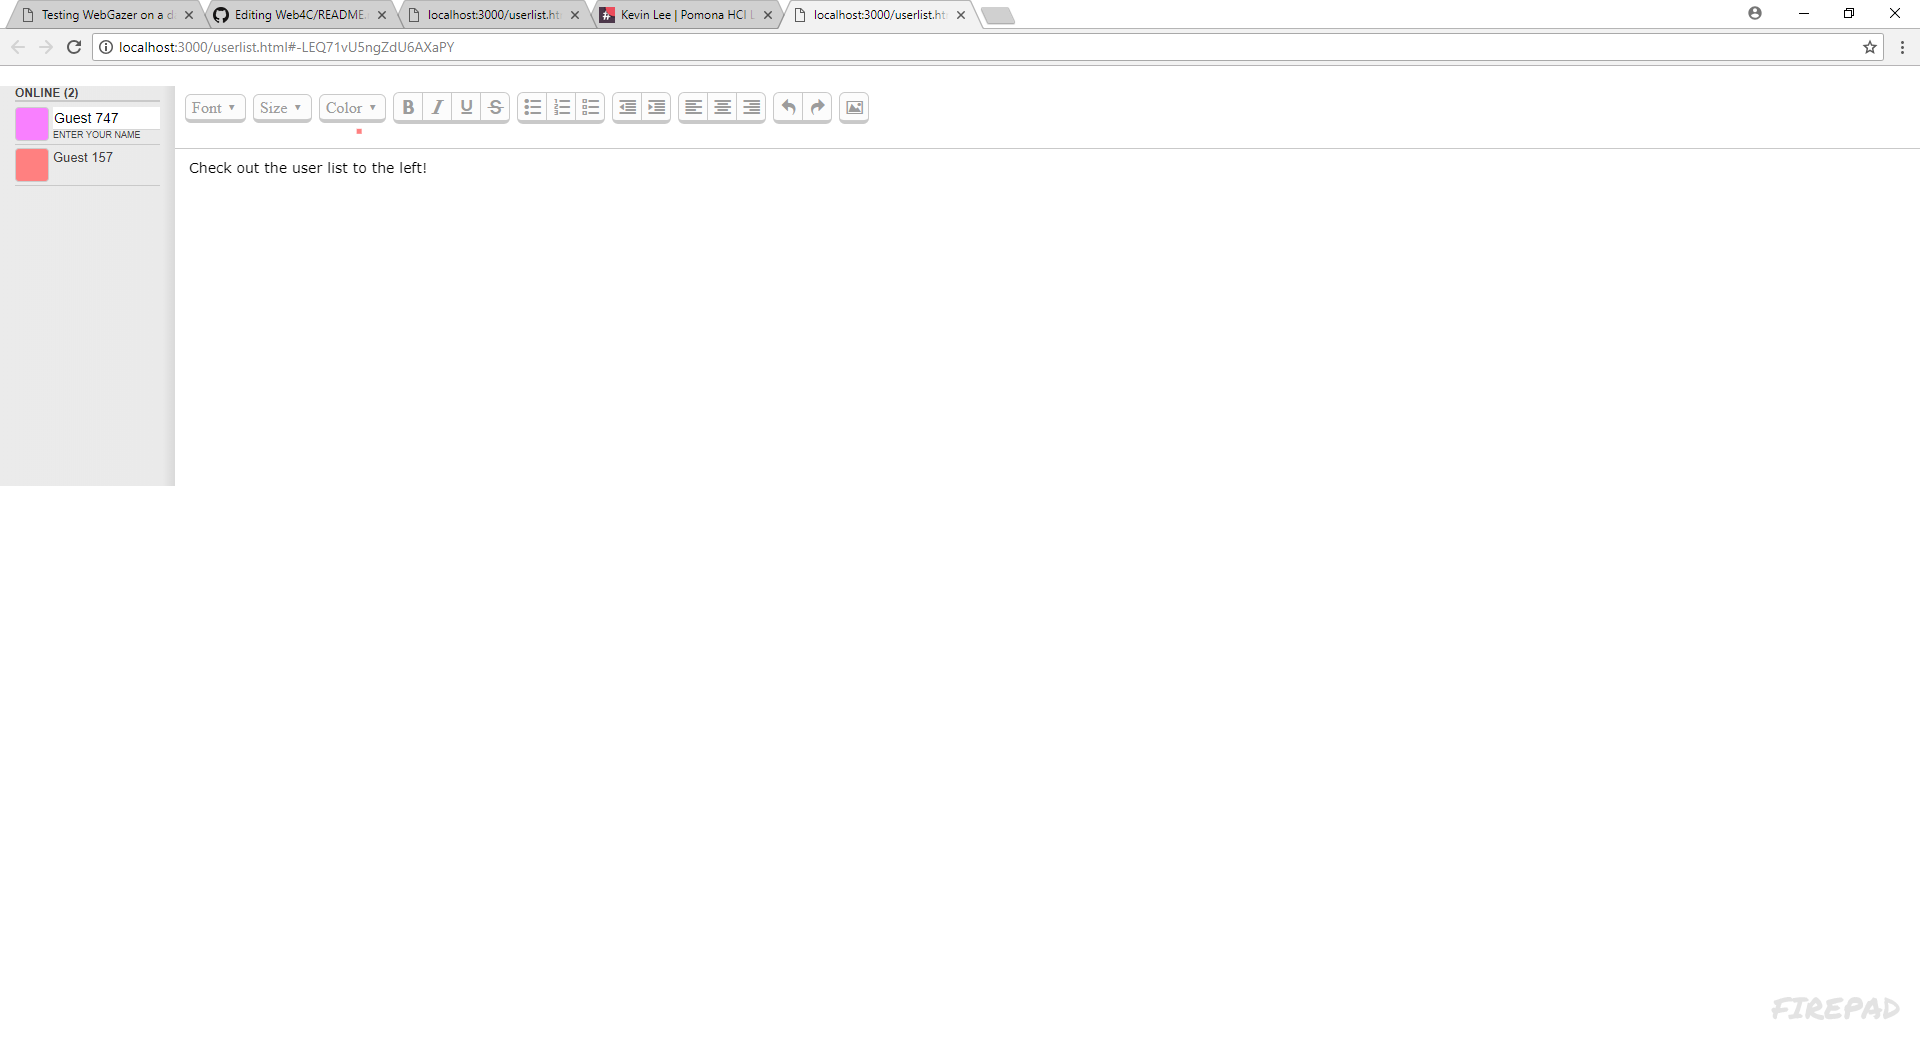 Testing WebGazer on a d
Editing Web4C/README.
localhost:3000/userlist.ht
Kevin Lee | Pomona HCI L
localhost:3000/userlist.ht
localhost:3000/userlist.html#-LEQ71vU5ngZdU6AXaPY
ONLINE (2)
Guest 747
ENTER YOUR NAME
Guest 157
Font ▼ Size ▼ Color ▼ B I U S
Check out the user list to the left!
FIREPAD